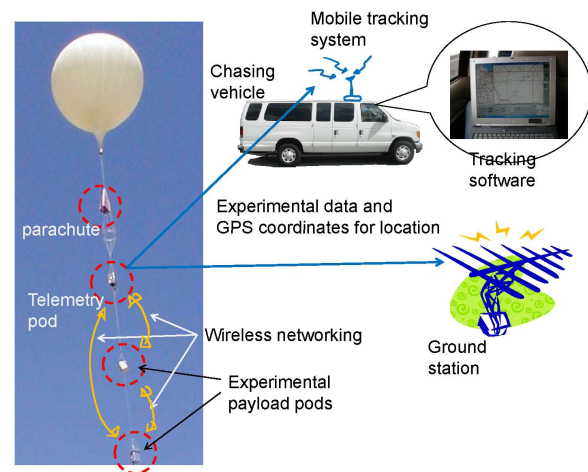 Mobile tracking
system
Chasing
vehicle
Tracking
software
parachute
Experimental data and
GPS coordinates for location
Telemetry
pod
Wireless networking
Ground
station
Experimental
payload pods